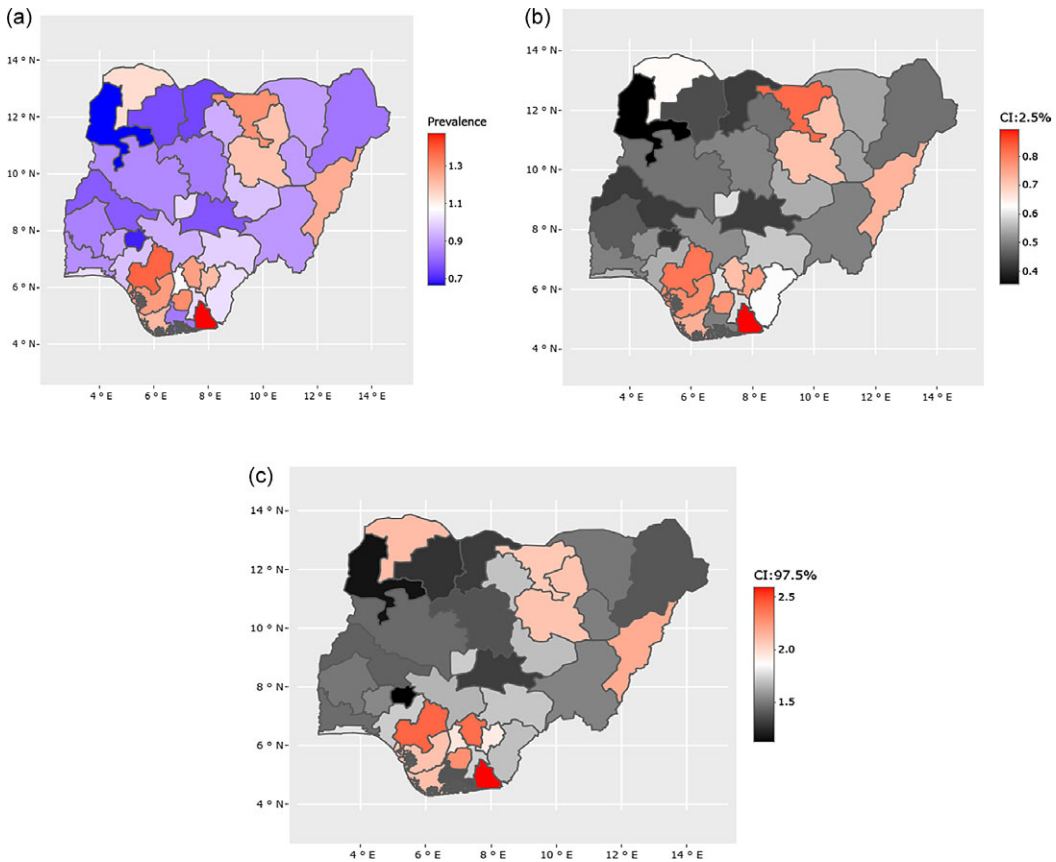 (a)
14 ° N-
12 ° N-
10 ° N-
8 ° N-
6 ° N-
4 ° N-
4 ° E
6 ° E
8 ° E
10 ° E
12 ° E
14 ° E
Prevalence
1.3
1.1
0.9
0.7
(b)
14 ° N-
12 ° N-
10 ° N-
8 ° N-
6 ° N-
4 ° N-
4 ° E
6 ° E
8 ° E
10 ° E
12 ° E
14 ° E
CI:2.5%
0.8
0.7
0.6
0.5
0.4
(c)
14 ° N-
12 ° N-
10 ° N-
8 ° N-
6 ° N-
4 ° N-
4 ° E
6 ° E
8 ° E
10 ° E
12 ° E
14 ° E
CI:97.5%
2.5
2.0
1.5